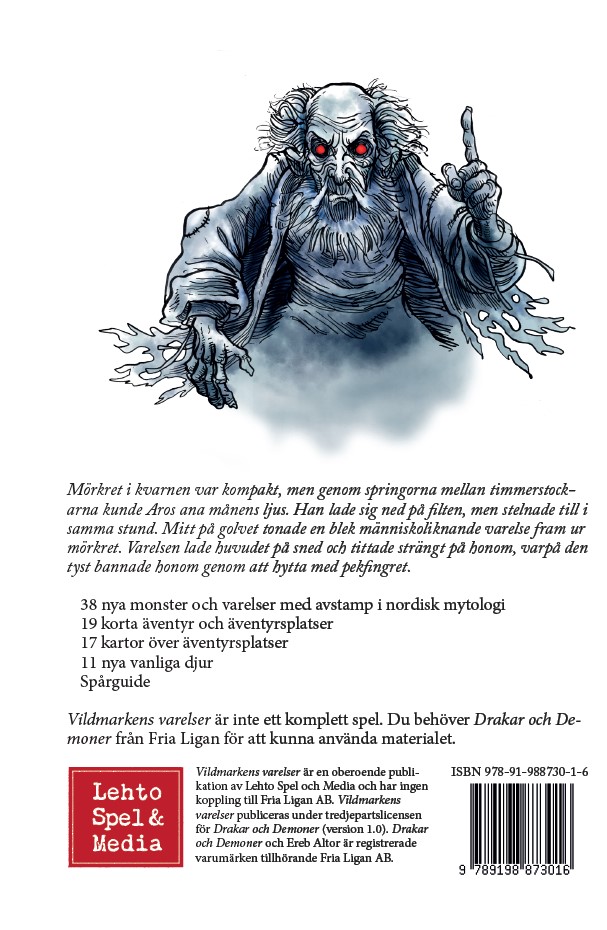 Mörkret i kvarnen var kompakt, men genom springorna mellan timmerstock-
arna kunde Aros ana månens ljus. Han lade sig ned på filten, men stelnade till i
samma stund. Mitt på golvet tonade en blek människoliknande varelse fram ur
mörkret. Varelsen lade huvudet på sned och tittade strängt på honom, varpå den
tyst bannade honom genom att hytta med pekfingret.
38 nya monster och varelser med avstamp i nordisk mytologi
19 korta äventyr och äventyrsplatser
17 kartor över äventyrsplatser
11 nya vanliga djur
Spårguide
Vildmarkens varelser är inte ett komplett spel. Du behöver Drakar och De-
moner från Fria Ligan för att kunna använda materialet.
Lehto
Spel &
Media
Vildmarkens varelser är en oberoende publi-
kation av Lehto Spel och Media och har ingen
koppling till Fria Ligan AB. Vildmarkens
varelser publiceras under tredjepartslicensen
för Drakar och Demoner (version 1.0). Drakar
och Demoner och Ereb Altor är registrerade
varumärken tillhörande Fria Ligan AB.
ISBN 978-91-988730-1-6
9 789198 873016